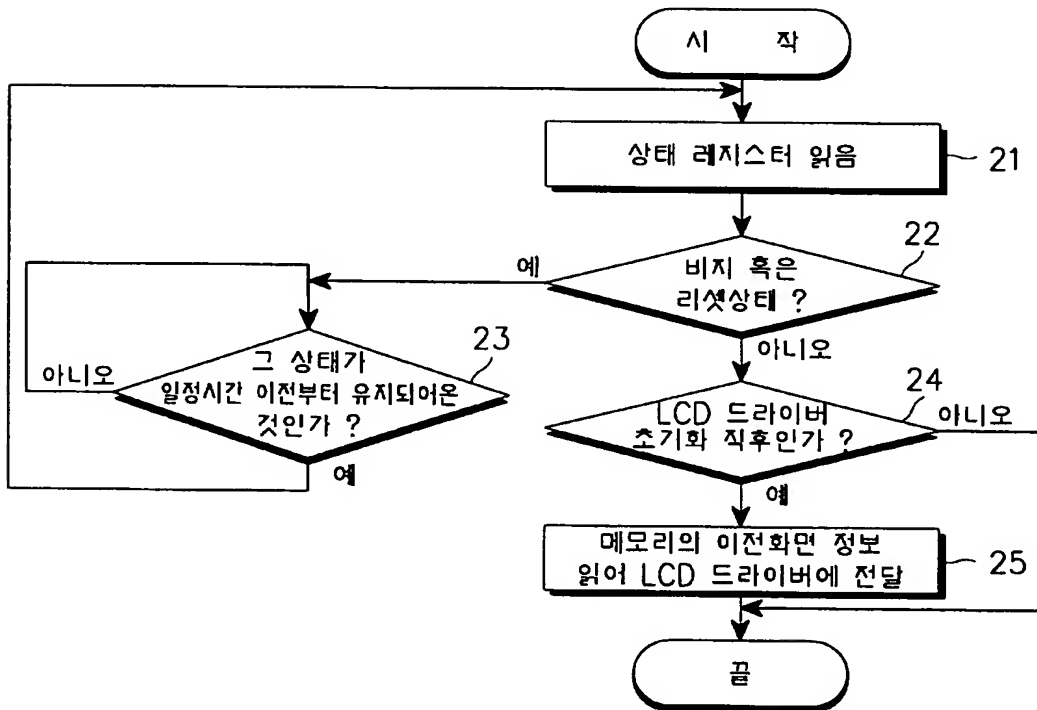 시 작
상태 레지스터 읽음
21
22
예
비지 혹은
리셋상태 ?
아니오
23
그 상태가
일정시간 이전부터 유지되어온
것인가 ?
아니오
예
24
LCD 드라이버
초기화 직후인가 ?
아니오
예
메모리의 이전화면 정보
읽어 LCD 드라이버에 전달
25
끝